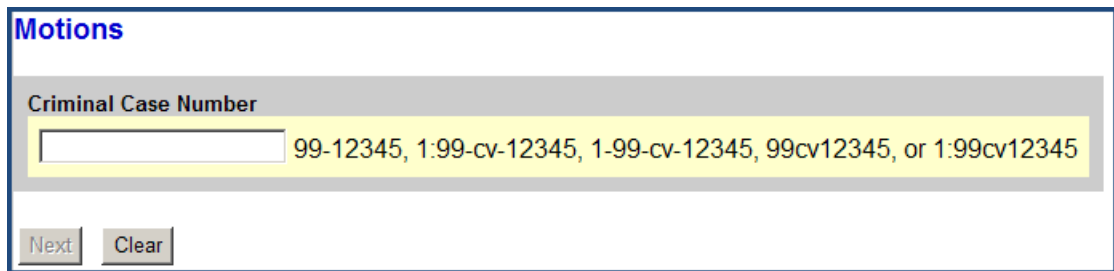 Motions
Criminal Case Number
99-12345, 1:99-cv-12345, 1-99-cv-12345, 99cv12345, or 1:99cv12345
Next Clear